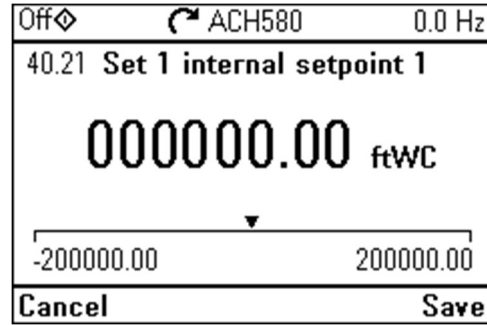 Off ACH580 0.0 Hz
40.21 Set 1 internal setpoint 1
000000.00 ftWC
-200000.00 200000.00
Cancel Save